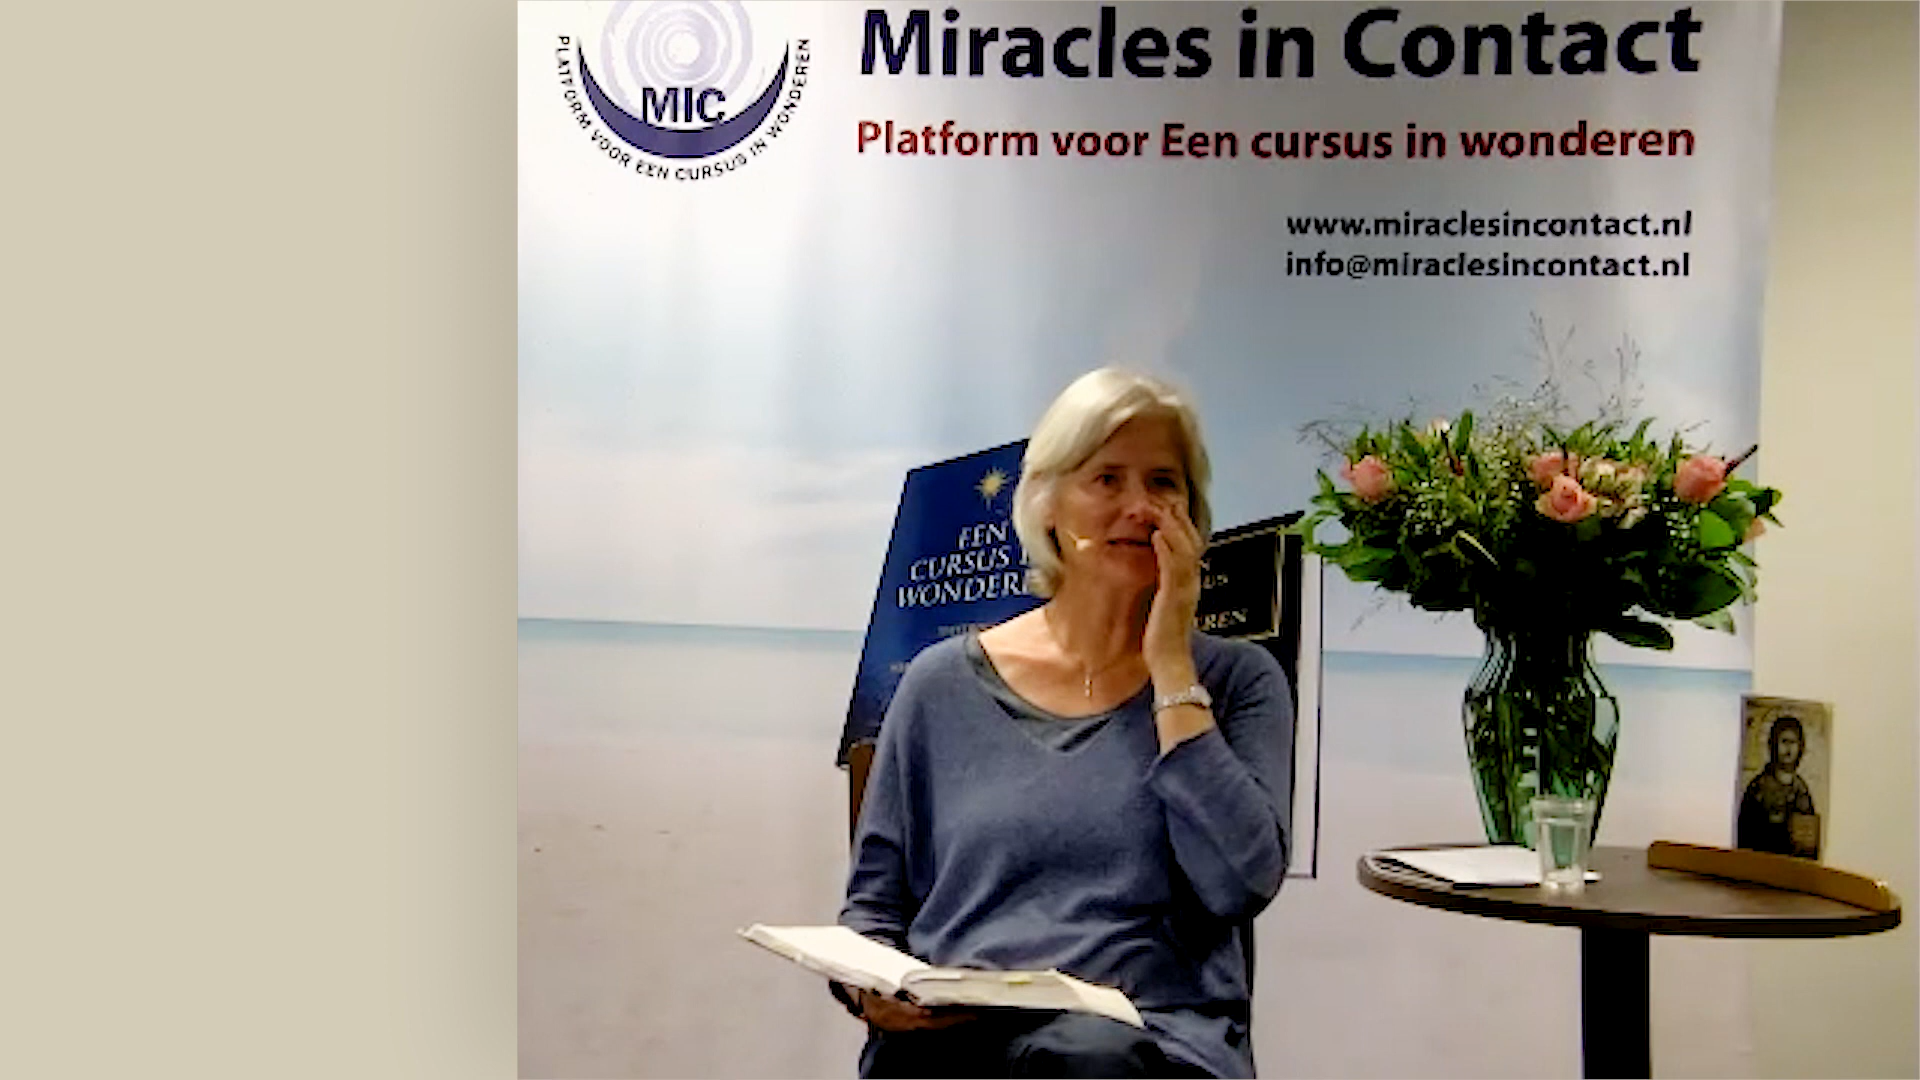 Miracles in Contact
Platform voor Een cursus in wonderen
www.miraclesincontact.nl
info@miraclesincontact.nl
MIC
PLATFORM VOOR EEN CURSUS IN WONDEREN
EEN
CURSUS
WONDERE